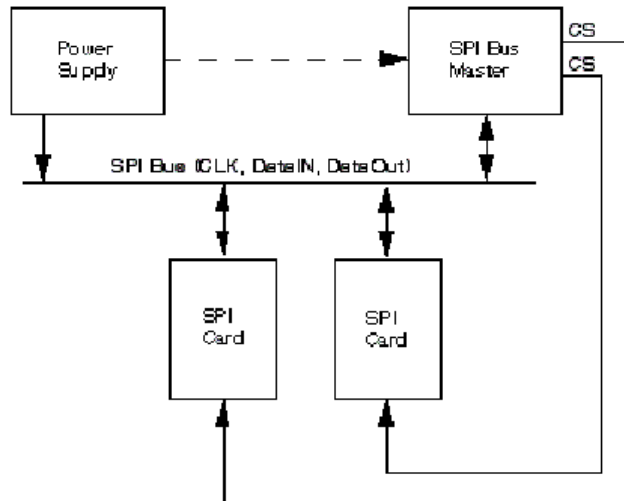 Power
Supply
SPI Bus
Master
CS
CS
SPI Bus (CLK, DataIN, DataOut)
SPI
Card
SPI
Card